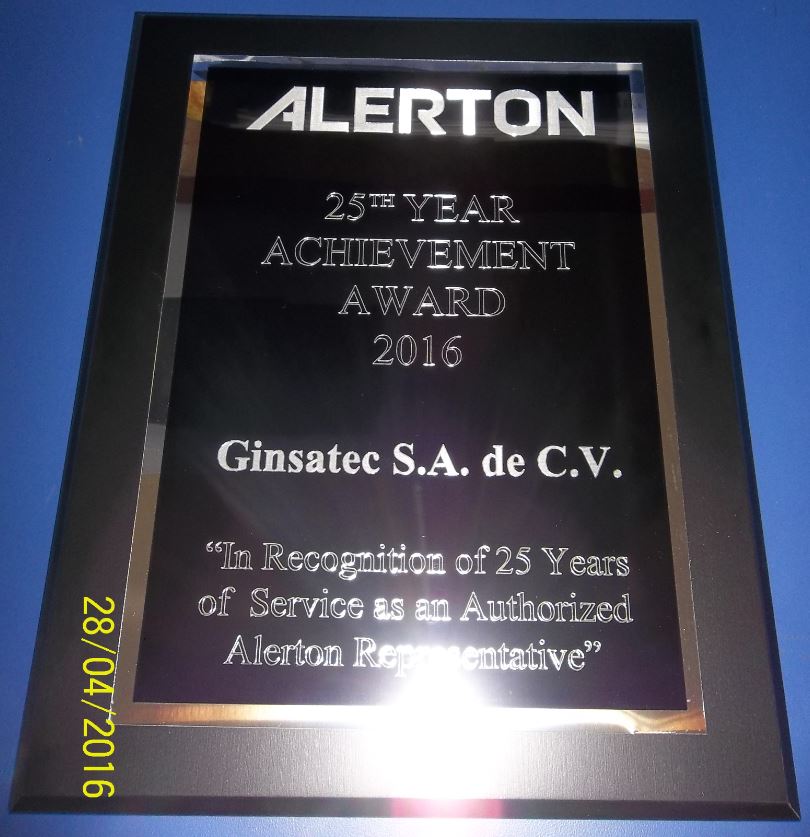 ALERTON
25TH YEAR
ACHIEVEMENT
AWARD
2016
Ginsatec S.A. de C.V.
“In Recognition of 25 Years
of Service as an Authorized
Alerton Representative”
28/04/2016